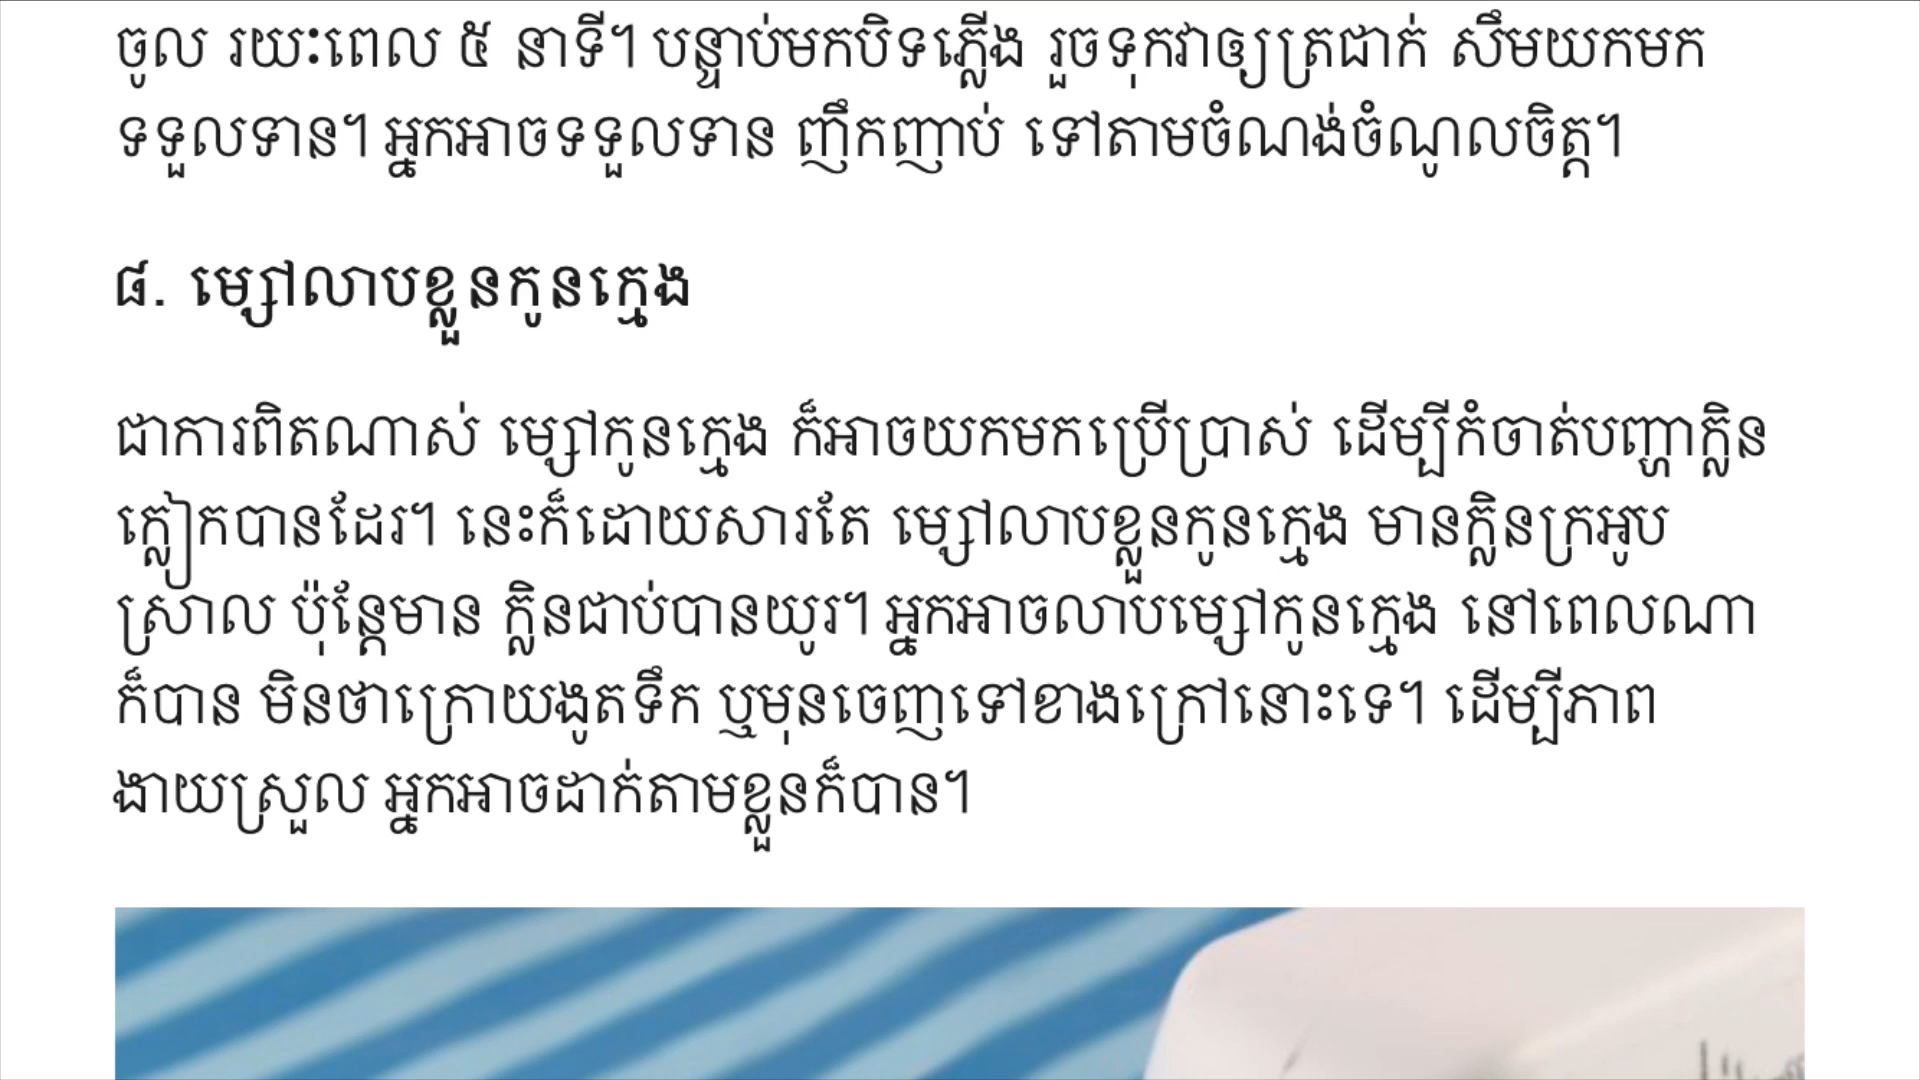 ចូល រយៈពេល ៥ នាទី។ បន្ទាប់មកបិទភ្លើង រួចទុកវាឲ្យត្រជាក់ សឹមយកមក
ទទួលទាន។ អ្នកអាចទទួលទាន ញឹកញាប់ ទៅតាមចំណង់ចំណូលចិត្ត។
៨. ម្សៅលាបខ្លួនកូនក្មេង
ជាការពិតណាស់ ម្សៅកូនក្មេង ក៏អាចយកមកប្រើប្រាស់ ដើម្បីកំចាត់បញ្ហាក្លិន
ក្លៀកបានដែរ។ នេះក៏ដោយសារតែ ម្សៅលាបខ្លួនកូនក្មេង មានក្លិនក្រអូប
ស្រាល ប៉ុន្តែមាន ក្លិនជាប់បានយូរ។ អ្នកអាចលាបម្សៅកូនក្មេង នៅពេលណា
ក៏បាន មិនថាក្រោយងូតទឹក ឬមុនចេញទៅខាងក្រៅនោះទេ។ ដើម្បីភាព
ងាយស្រួល អ្នកអាចដាក់តាមខ្លួនក៏បាន។